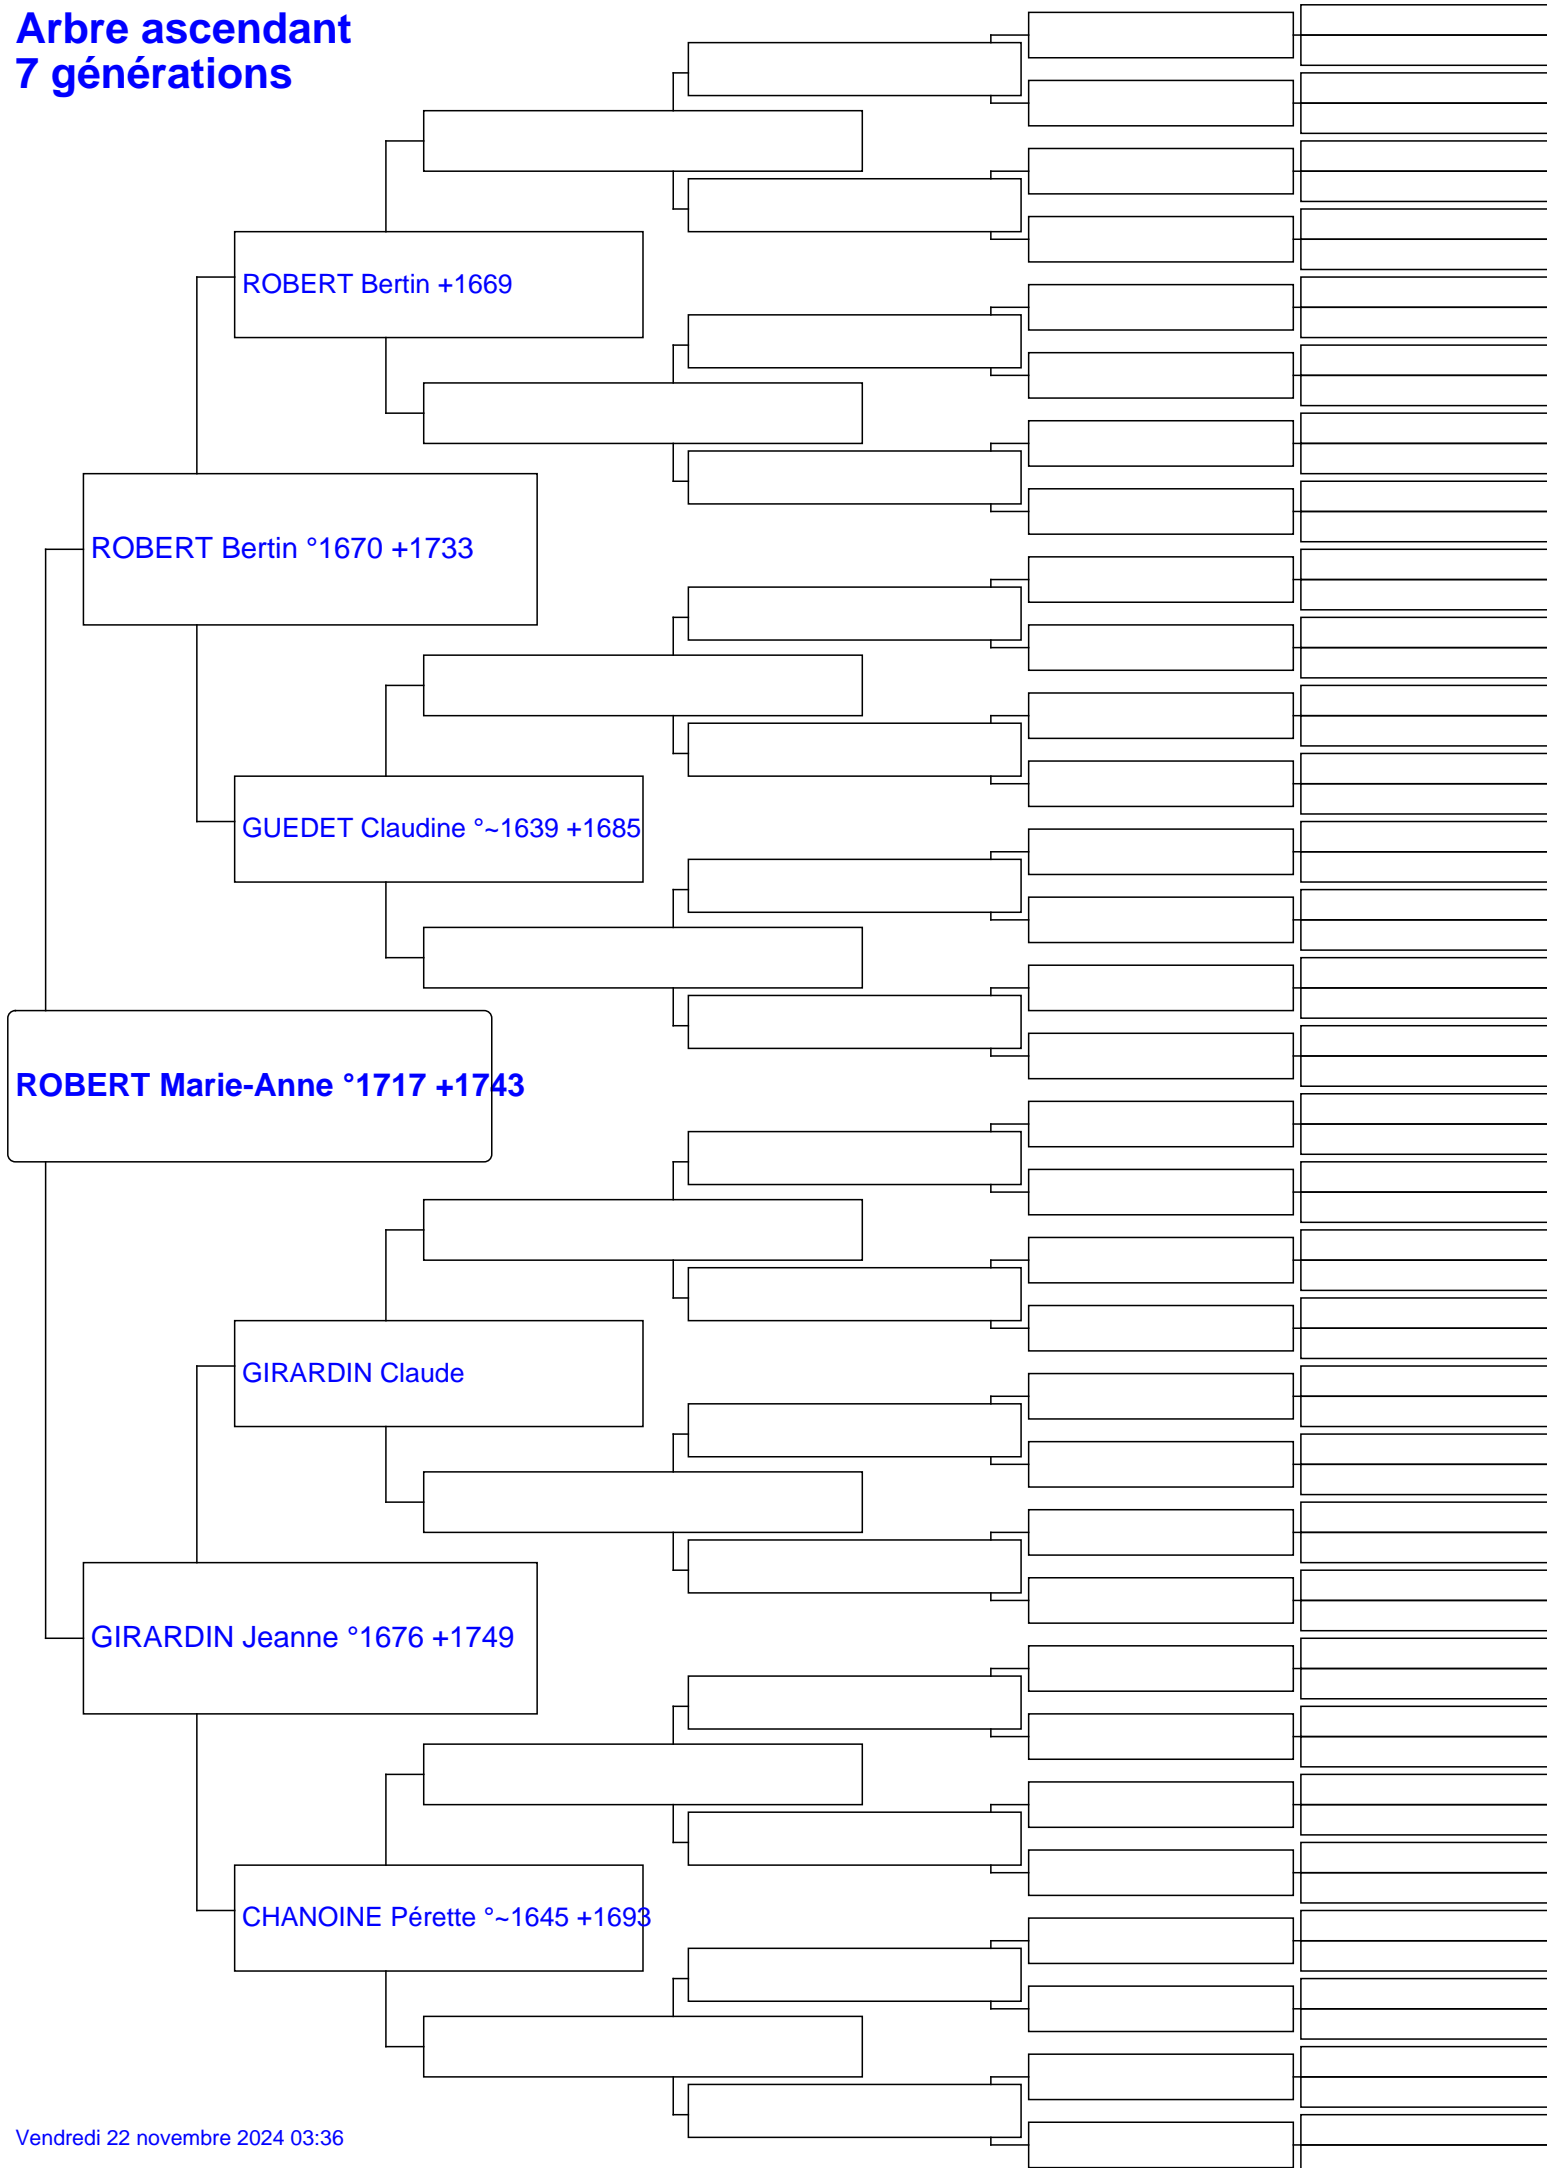 Arbre ascendant
7 générations
ROBERT Bertin +1669
ROBERT Bertin °1670 +1733
GUEDET Claudine °~1639 +1685
ROBERT Marie-Anne °1717 +1743
GIRARDIN Claude
GIRARDIN Jeanne °1676 +1749
CHANOINE Pérette °~1645 +1693
Vendredi 22 novembre 2024 03:36